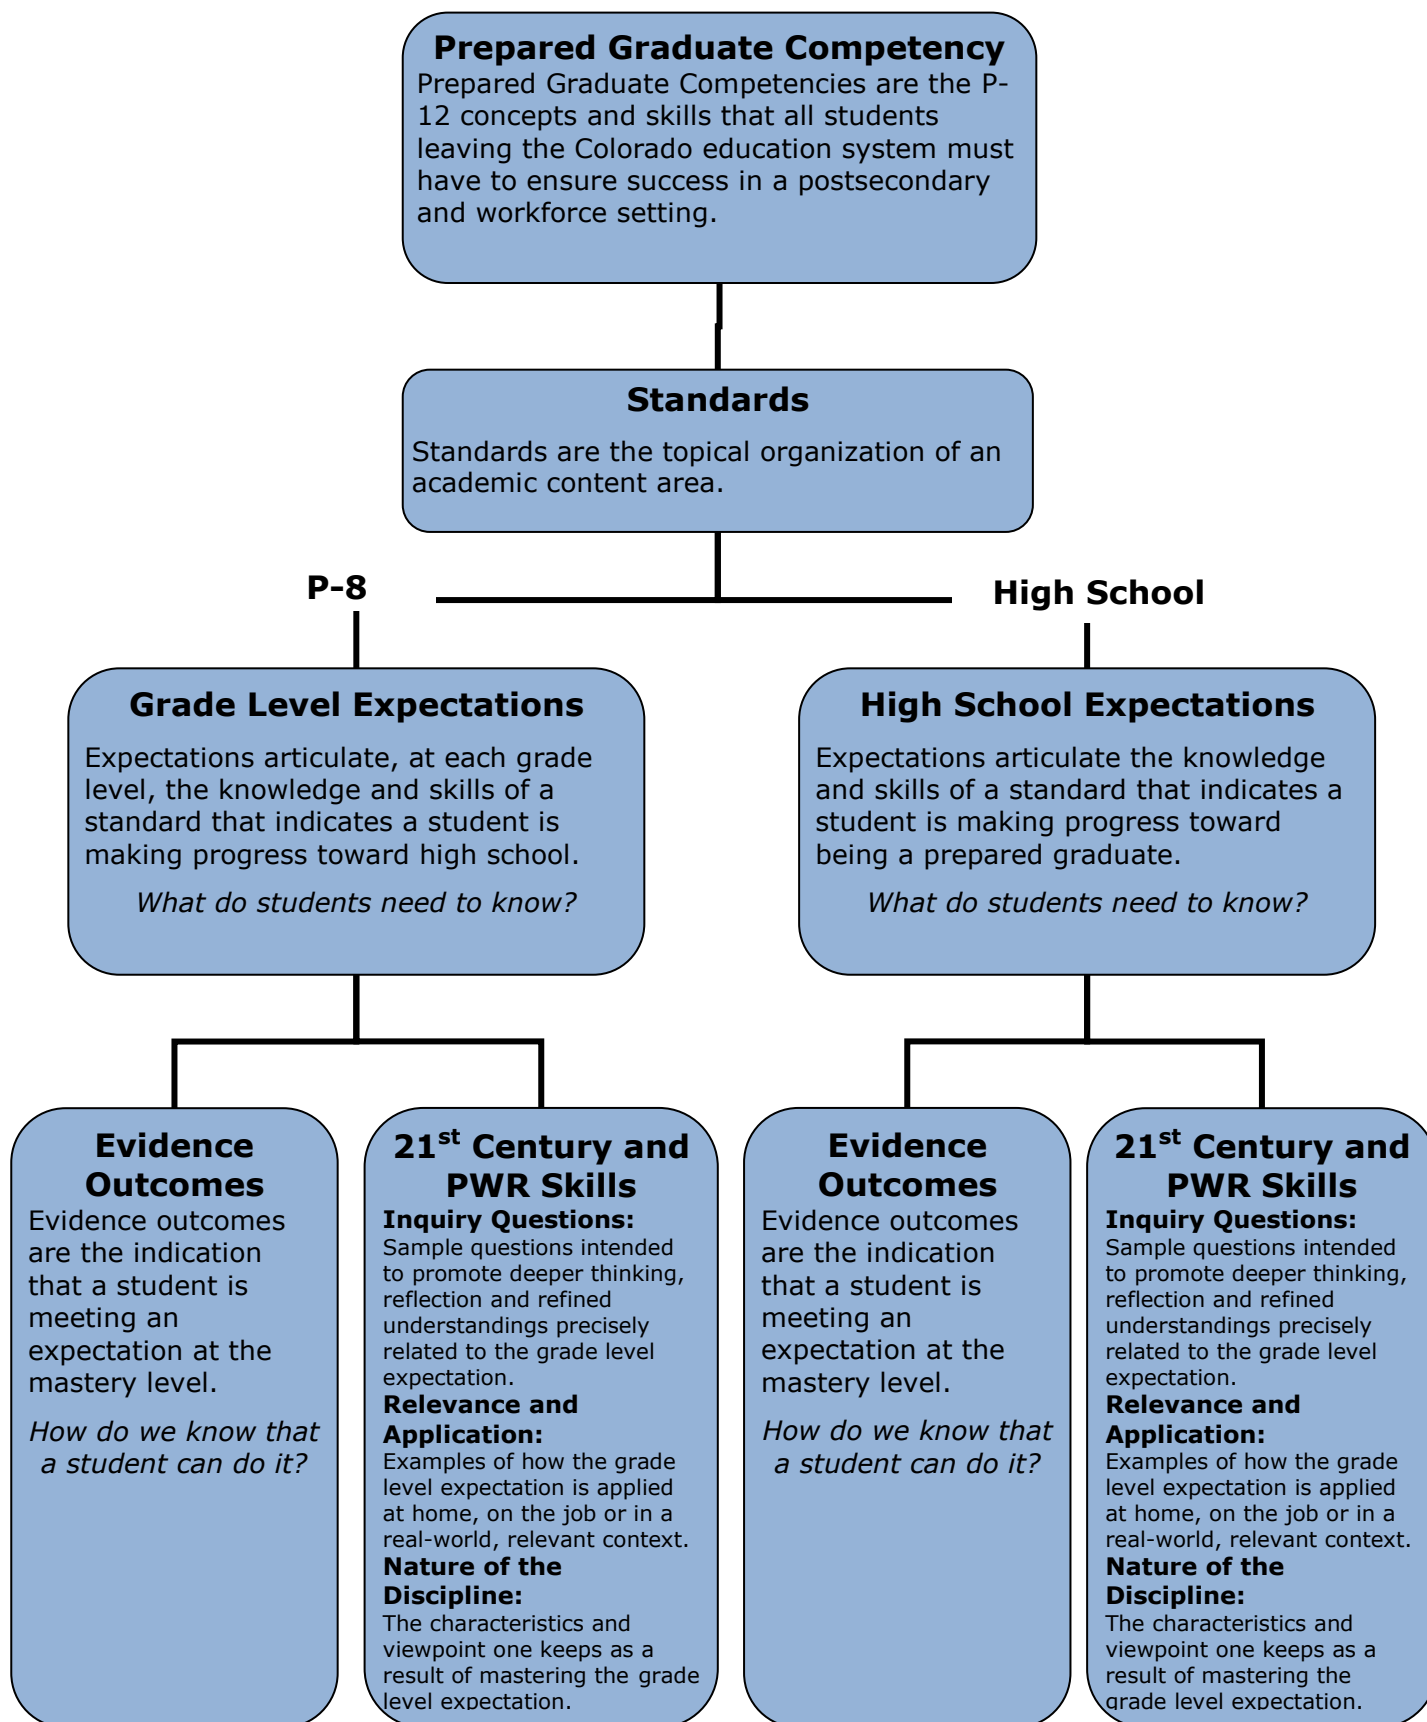 Prepared Graduate Competency
Prepared Graduate Competencies are the P-
12 concepts and skills that all students
leaving the Colorado education system must
have to ensure success in a postsecondary
and workforce setting.
Standards
Standards are the topical organization of an
academic content area.
P-8
High School
Grade Level Expectations
Expectations articulate, at each grade
level, the knowledge and skills of a
standard that indicates a student is
making progress toward high school.
What do students need to know?
High School Expectations
Expectations articulate the knowledge
and skills of a standard that indicates a
student is making progress toward
being a prepared graduate.
What do students need to know?
Evidence
Outcomes
Evidence outcomes
are the indication
that a student is
meeting an
expectation at the
mastery level.
How do we know that
a student can do it?
21st Century and
PWR Skills
Inquiry Questions:
Sample questions intended
to promote deeper thinking,
reflection and refined
understandings precisely
related to the grade level
expectation.
Relevance and
Application:
Examples of how the grade
level expectation is applied
at home, on the job or in a
real-world, relevant context.
Nature of the
Discipline:
The characteristics and
viewpoint one keeps as a
result of mastering the grade
level expectation.
Evidence
Outcomes
Evidence outcomes
are the indication
that a student is
meeting an
expectation at the
mastery level.
How do we know that
a student can do it?
21st Century and
PWR Skills
Inquiry Questions:
Sample questions intended
to promote deeper thinking,
reflection and refined
understandings precisely
related to the grade level
expectation.
Relevance and
Application:
Examples of how the grade
level expectation is applied
at home, on the job or in a
real-world, relevant context.
Nature of the
Discipline:
The characteristics and
viewpoint one keeps as a
result of mastering the
grade level expectation.